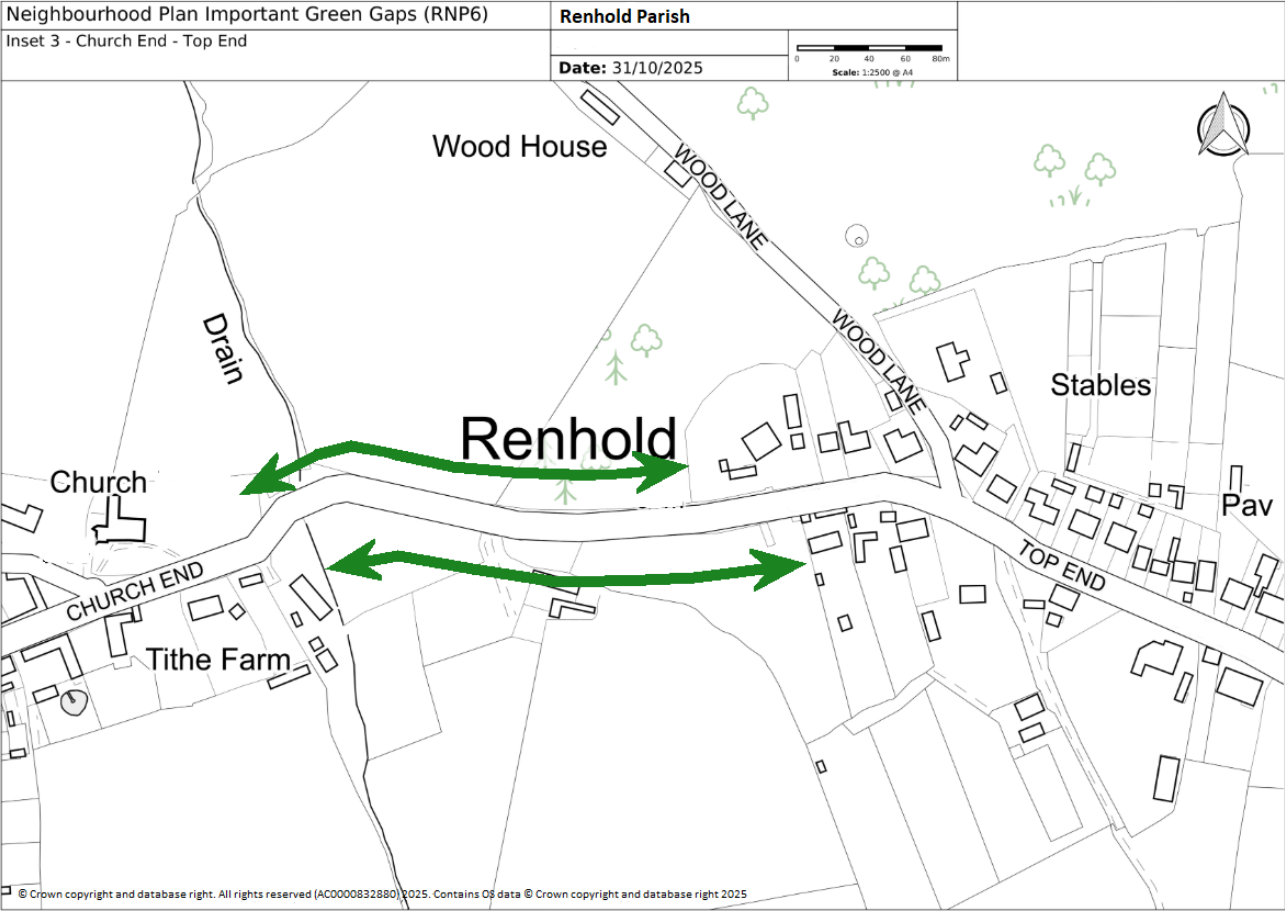 Neighbourhood Plan Important Green Gaps (RNP6)
Renhold Parish
Inset 3 - Church End - Top End
Date: 31/10/2025
0 20 40 60 80m
Scale: 1:2500 @ A4
Wood House
WOOD LANE
Drain
WOOD LANE
Stables
Renhold
Church
Pav
CHURCH END
TOP END
Tithe Farm
© Crown copyright and database right. All rights reserved (AC0000832880) 2025. Contains OS data © Crown copyright and database right 2025